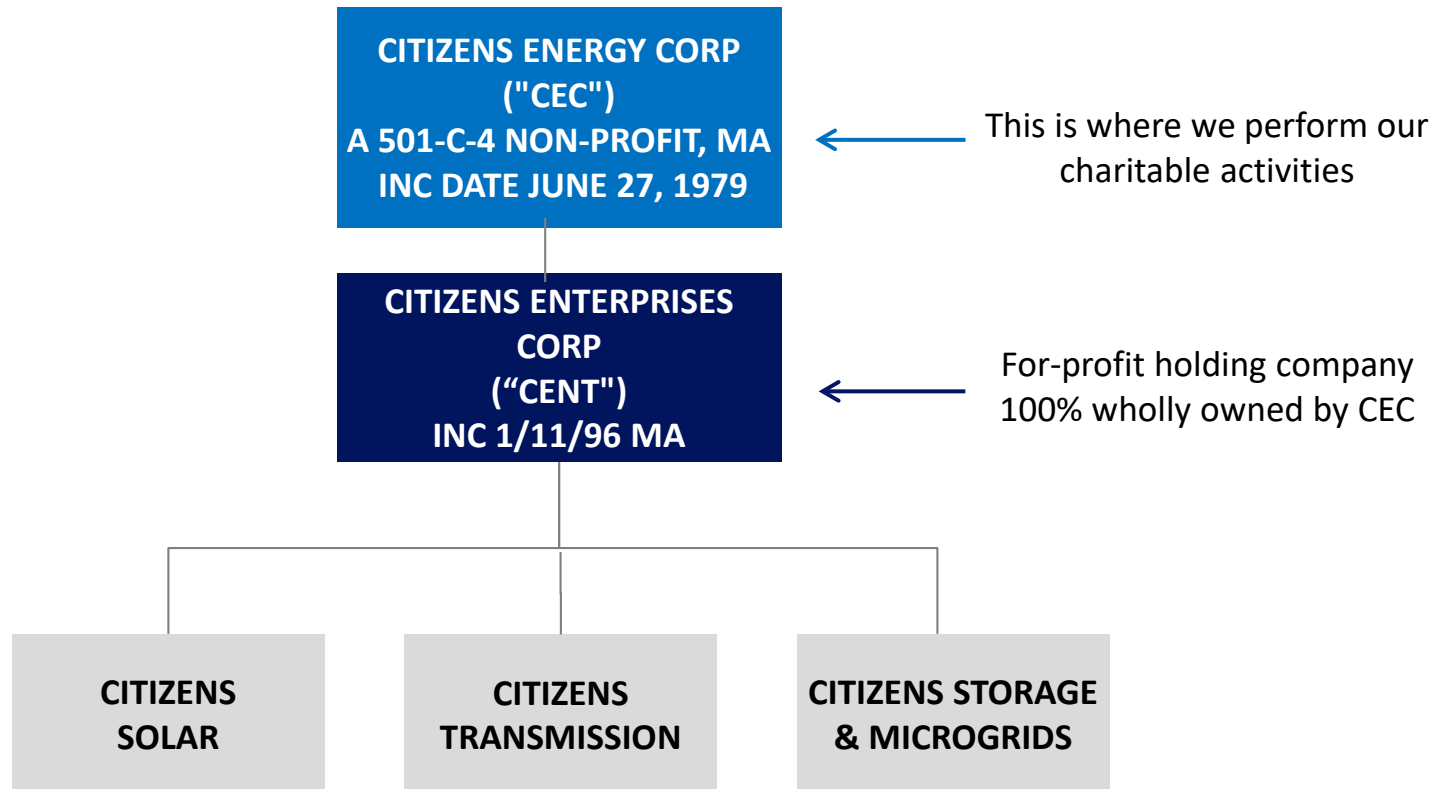 CITIZENS ENERGY CORP
("CEC")
A 501-C-4 NON-PROFIT, MA
INC DATE JUNE 27, 1979
This is where we perform our
charitable activities
CITIZENS ENTERPRISES
CORP
(“CENT")
INC 1/11/96 MA
For-profit holding company
100% wholly owned by CEC
CITIZENS
SOLAR
CITIZENS
TRANSMISSION
CITIZENS STORAGE
& MICROGRIDS